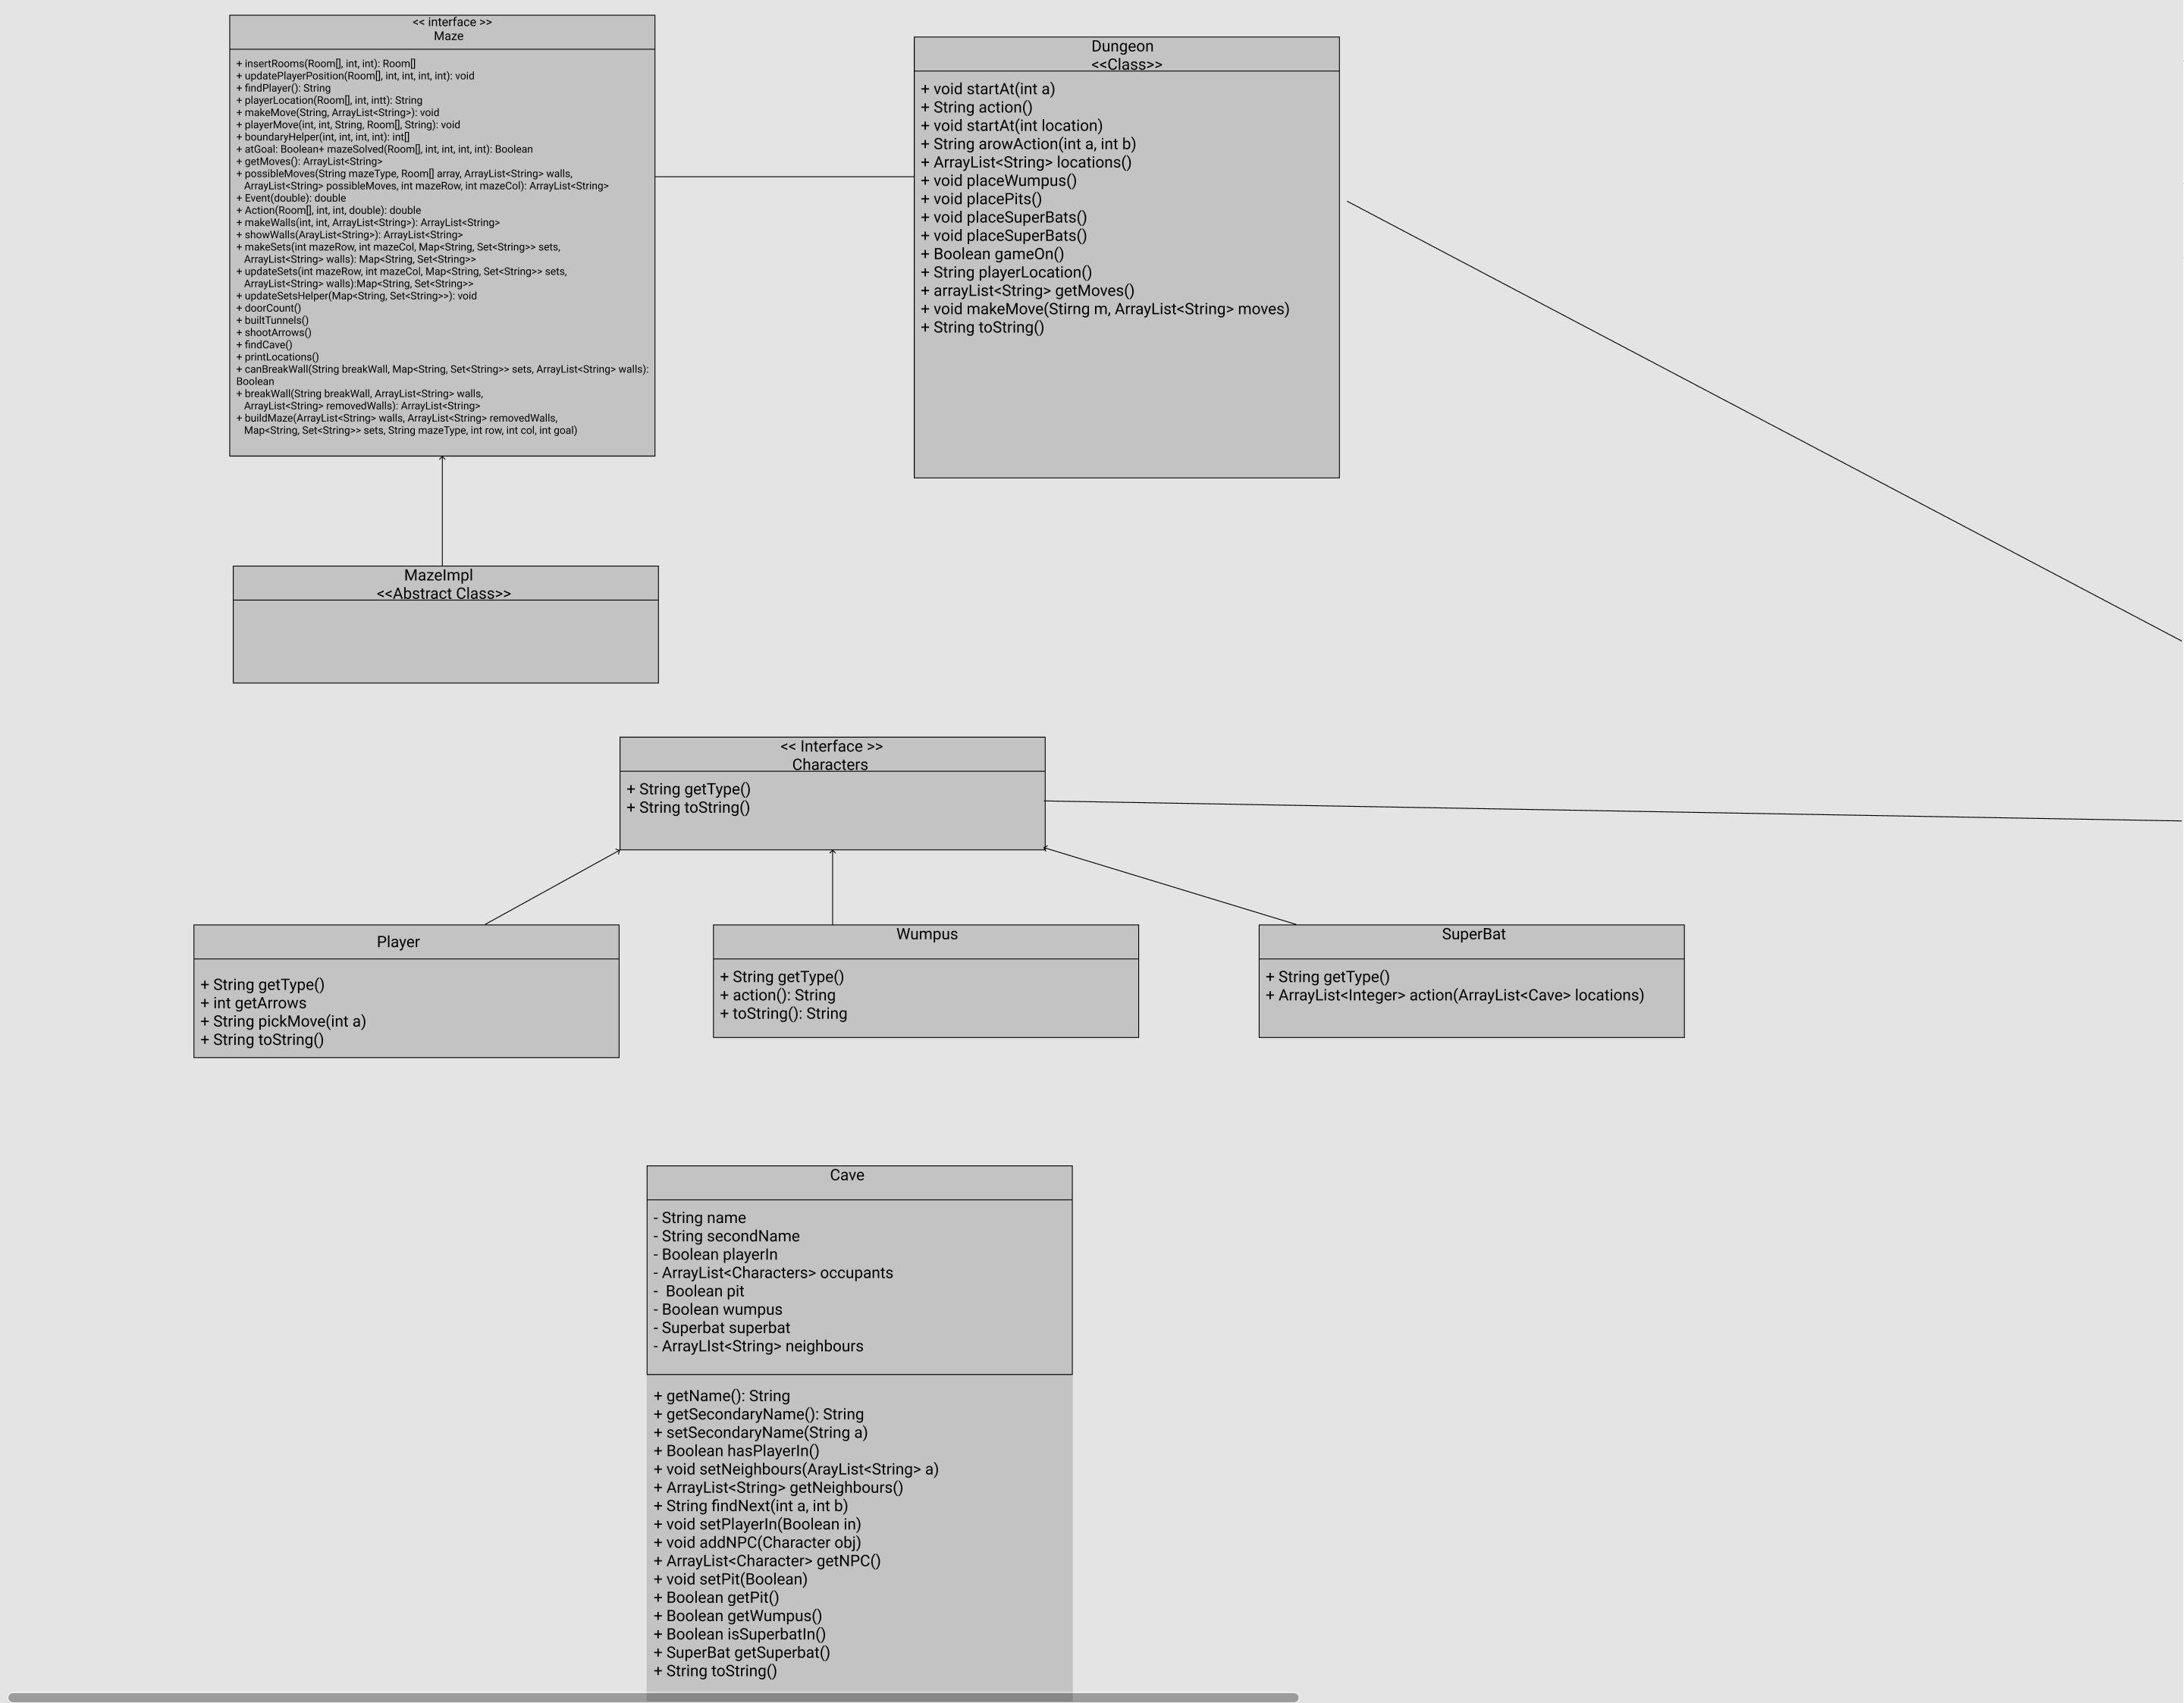 << interface >>
Maze
+ insertRooms(Room[], int, int): Room[]
+ updatePlayerPosition(Room[], int, int, int, int): void
+ findPlayer(): String
+ playerLocation(Room[], int, intt): String
+ makeMove(String, ArrayList<String>): void
+ playerMove(int, int, String, Room[], String): void
+ boundaryHelper(int, int, int, int): int[]
+ atGoal: Boolean+ mazeSolved(Room[], int, int, int, int): Boolean
+ getMoves(): ArrayList<String>
+ possibleMoves(String mazeType, Room[] array, ArrayList<String> walls,
ArrayList<String> possibleMoves, int mazeRow, int mazeCol): ArrayList<String>
+ Event(double): double
+ Action(Room[], int, int, double): double
+ makeWalls(int, int, ArrayList<String>): ArrayList<String>
+ showWalls(ArayList<String>): ArrayList<String>
+ makeSets(int mazeRow, int mazeCol, Map<String, Set<String>> sets,
ArrayList<String> walls): Map<String, Set<String>>
+ updateSets(int mazeRow, int mazeCol, Map<String, Set<String>> sets,
ArrayList<String> walls):Map<String, Set<String>>
+ updateSetsHelper(Map<String, Set<String>>): void
+ doorCount()
+ builtTunnels()
+ shootArrows()
+ findCave()
+ printLocations()
+ canBreakWall(String breakWall, Map<String, Set<String>> sets, ArrayList<String> walls):
Boolean
+ breakWall(String breakWall, ArrayList<String> walls,
ArrayList<String> removedWalls): ArrayList<String>
+ buildMaze(ArrayList<String> walls, ArrayList<String> removedWalls,
Map<String, Set<String>> sets, String mazeType, int row, int col, int goal)
Dungeon
<<Class>>
+ void startAt(int a)
+ String action()
+ void startAt(int location)
+ String arowAction(int a, int b)
+ ArrayList<String> locations()
+ void placeWumpus()
+ void placePits()
+ void placeSuperBats()
+ void placeSuperBats()
+ Boolean gameOn()
+ String playerLocation()
+ arrayList<String> getMoves()
+ void makeMove(Stirng m, ArrayList<String> moves)
+ String toString()
MazeImpl
<<Abstract Class>>
<< Interface >>
Characters
+ String getType()
+ String toString()
Player
+ String getType()
+ int getArrows
+ String pickMove(int a)
+ String toString()
Wumpus
+ String getType()
+ action(): String
+ toString(): String
SuperBat
+ String getType()
+ ArrayList<Integer> action(ArrayList<Cave> locations)
Cave
- String name
- String secondName
- Boolean playerIn
- ArrayList<Characters> occupants
- Boolean pit
- Boolean wumpus
- Superbat superbat
- ArrayLIst<String> neighbours
+ getName(): String
+ getSecondaryName(): String
+ setSecondaryName(String a)
+ Boolean hasPlayerIn()
+ void setNeighbours(ArayList<String> a)
+ ArrayList<String> getNeighbours()
+ String findNext(int a, int b)
+ void setPlayerIn(Boolean in)
+ void addNPC(Character obj)
+ ArrayList<Character> getNPC()
+ void setPit(Boolean)
+ Boolean getPit()
+ Boolean getWumpus()
+ Boolean isSuperbatIn()
+ SuperBat getSuperbat()
+ String toString()